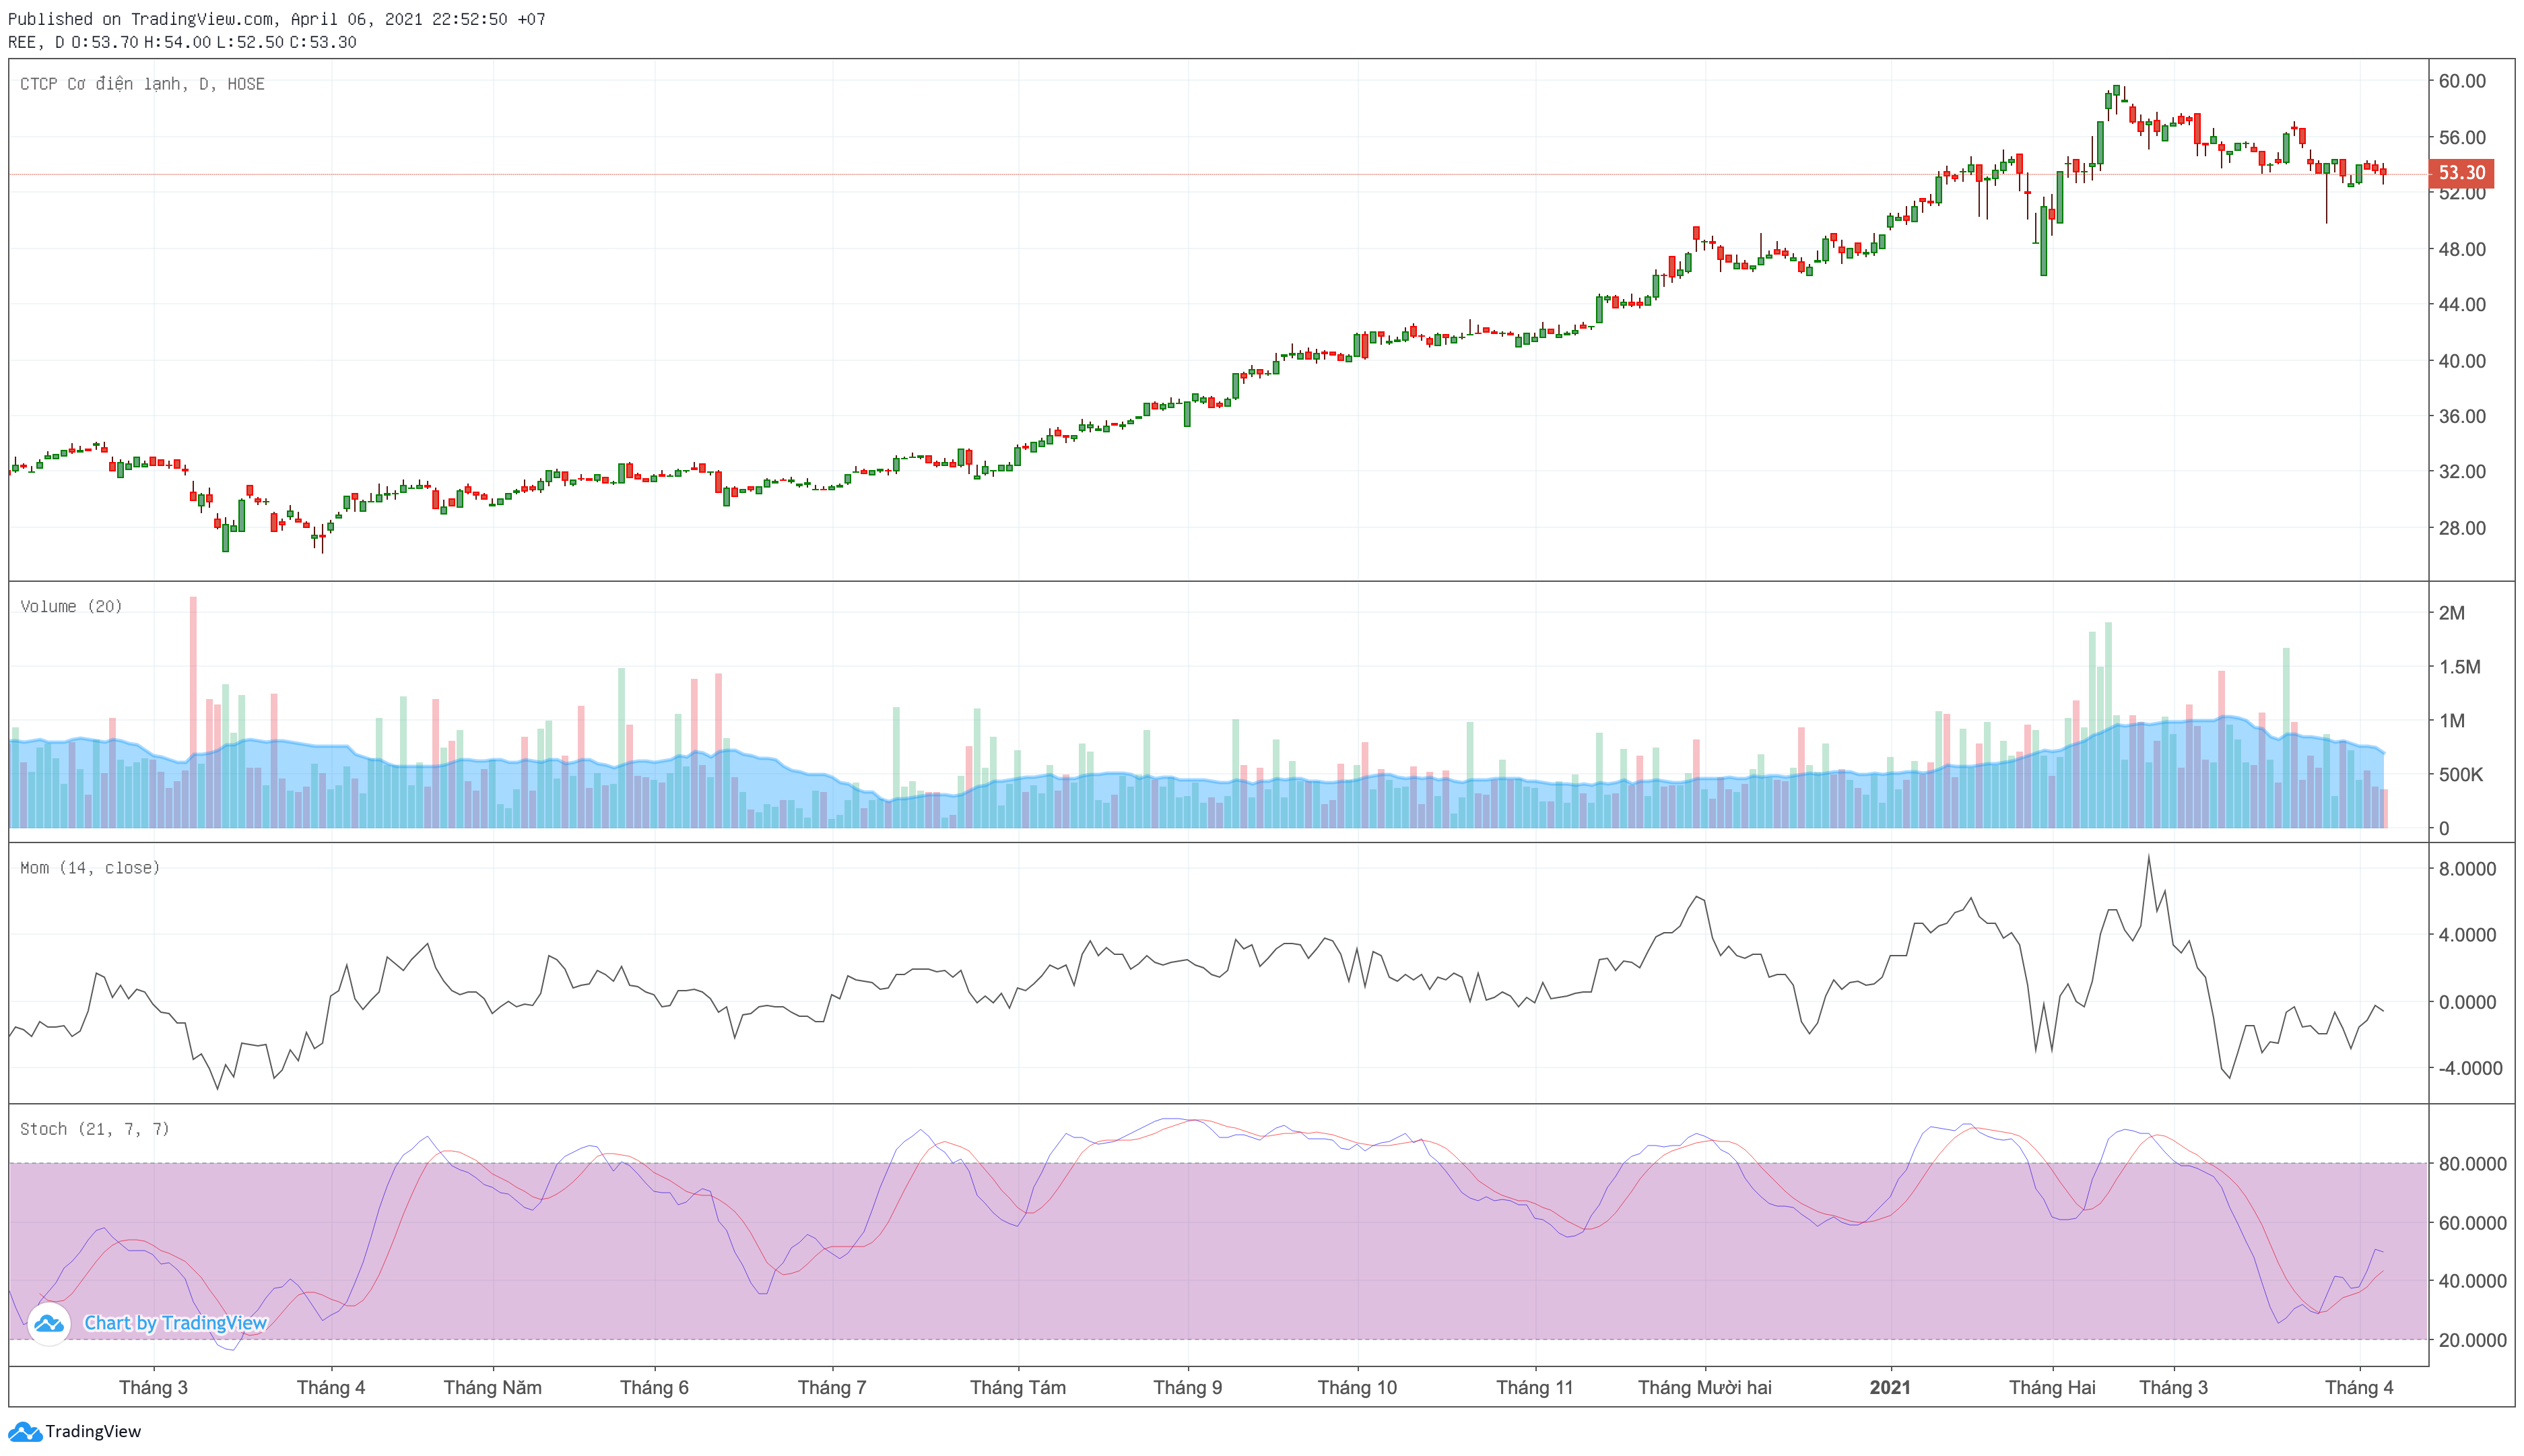 Published on TradingView.com, April 06, 2021 22:52:50 +07
REE, D O:53.70 H:54.00 L:52.50 C:53.30
CTCP Cơ điện lạnh, D, HOSE
60.00
56.00
53.30
52.00
48.00
44.00
40.00
36.00
32.00
28.00
Volume (20)
2M
1.5M
1M
500K
0
Mom (14, close)
8.0000
4.0000
0.0000
-4.0000
Stoch (21, 7, 7)
80.0000
60.0000
40.0000
20.0000
Chart by TradingView
Tháng 3 Tháng 4 Tháng Năm Tháng 6 Tháng 7 Tháng Tám Tháng 9 Tháng 10 Tháng 11 Tháng Mười hai 2021 Tháng Hai Tháng 3 Tháng 4
TradingView